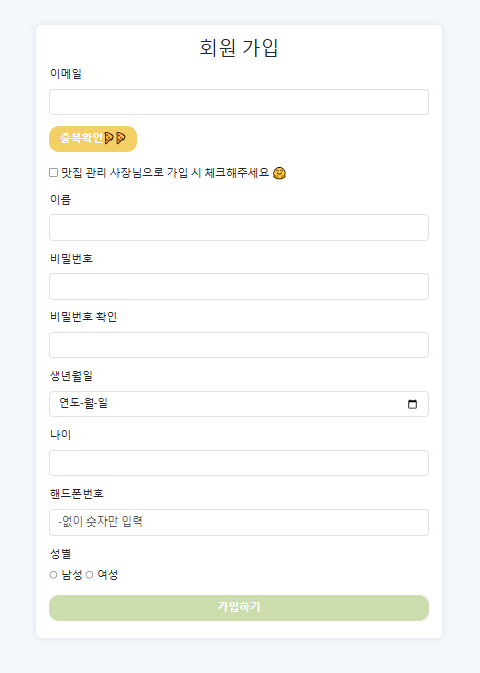 회원 가입
이메일
중복확인🍕🍕
맛집 관리 사장님으로 가입 시 체크해주세요 🤗
이름
비밀번호
비밀번호 확인
생년월일
연도-월-일
나이
핸드폰번호
-없이 숫자만 입력
성별
남성 여성
가입하기